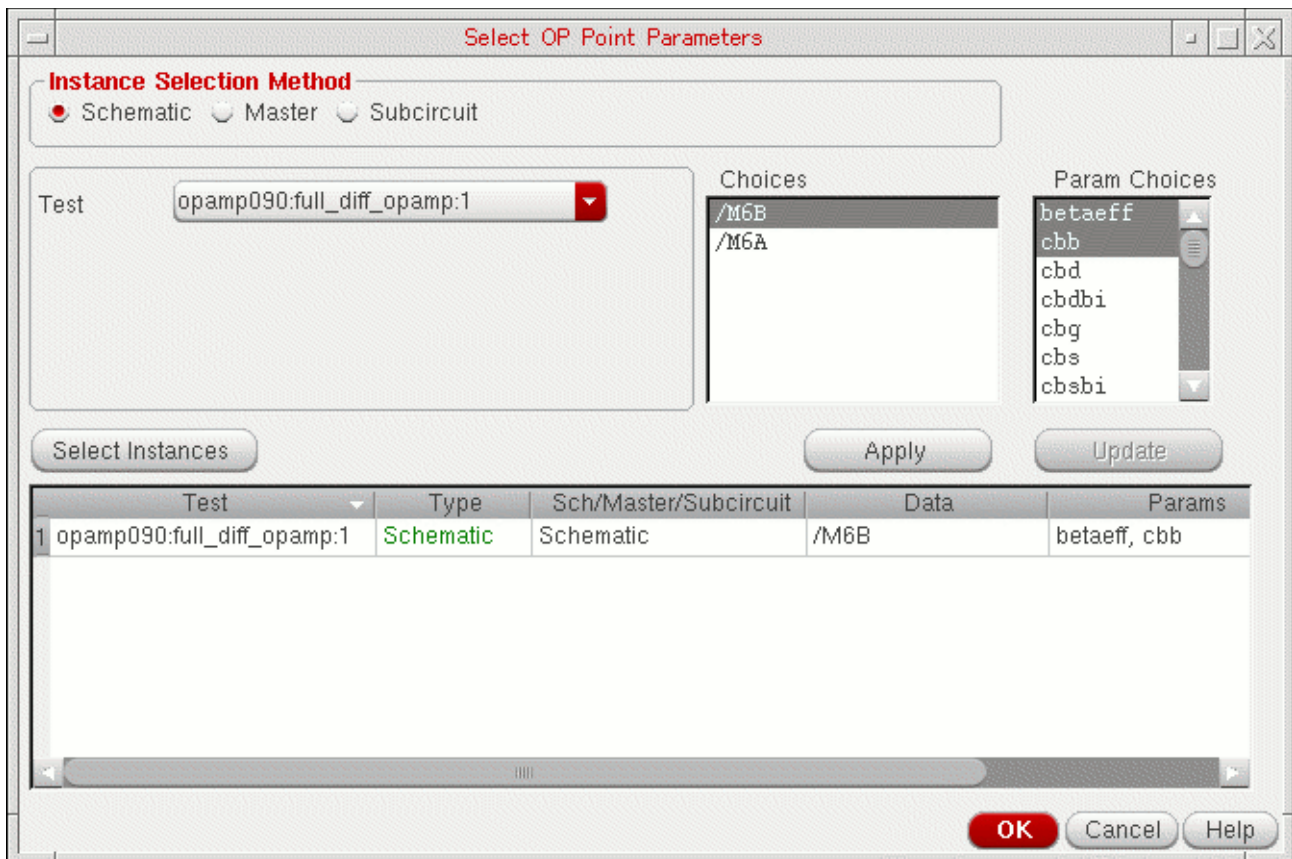 Select OP Point Parameters
Instance Selection Method
Schematic Master Subcircuit
Test opamp090:full_diff_opamp:1
Choices
/M6B
/M6A
Param Choices
betaeff
cbb
cbd
cbdbi
cbg
cbs
cbsbi
Select Instances Apply Update
Test Type Sch/Master/Subcircuit Data Params
1 opamp090:full_diff_opamp:1 Schematic Schematic /M6B betaeff, cbb
OK Cancel Help